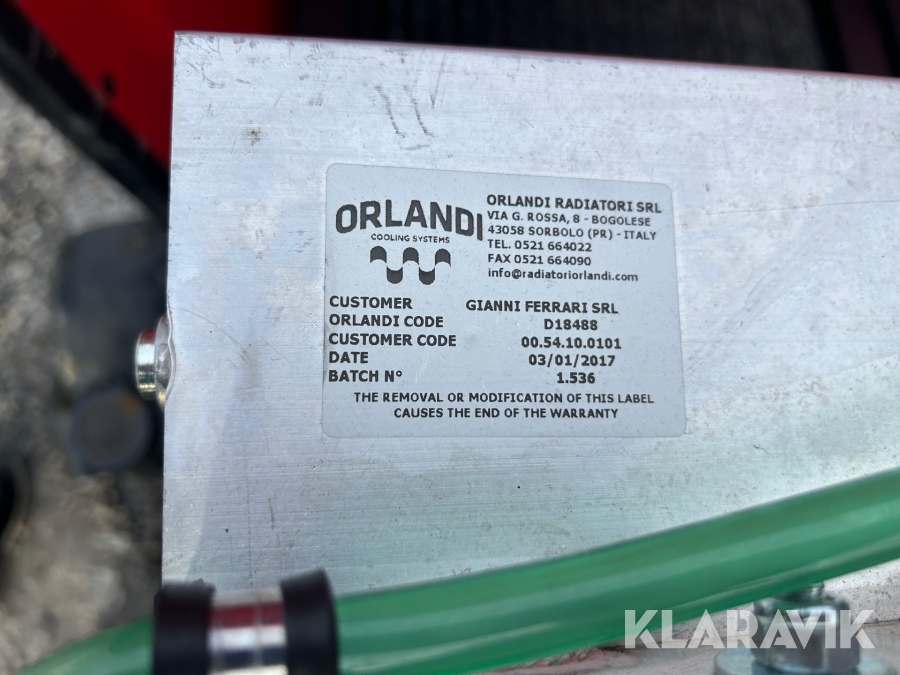 ORLANDI
COOLING SYSTEMS
ORLANDI RADIATORI SRL
VIA G. ROSSA, 8 - BOGOLESE
43058 SORBOLO (PR) - ITALY
TEL. 0521 664022
FAX 0521 664090
info@radiatoriorlandi.com
CUSTOMER GIANNI FERRARI SRL
ORLANDI CODE D18488
CUSTOMER CODE 00.54.10.0101
DATE 03/01/2017
BATCH N° 1.536
THE REMOVAL OR MODIFICATION OF THIS LABEL
CAUSES THE END OF THE WARRANTY
KLARAVIK